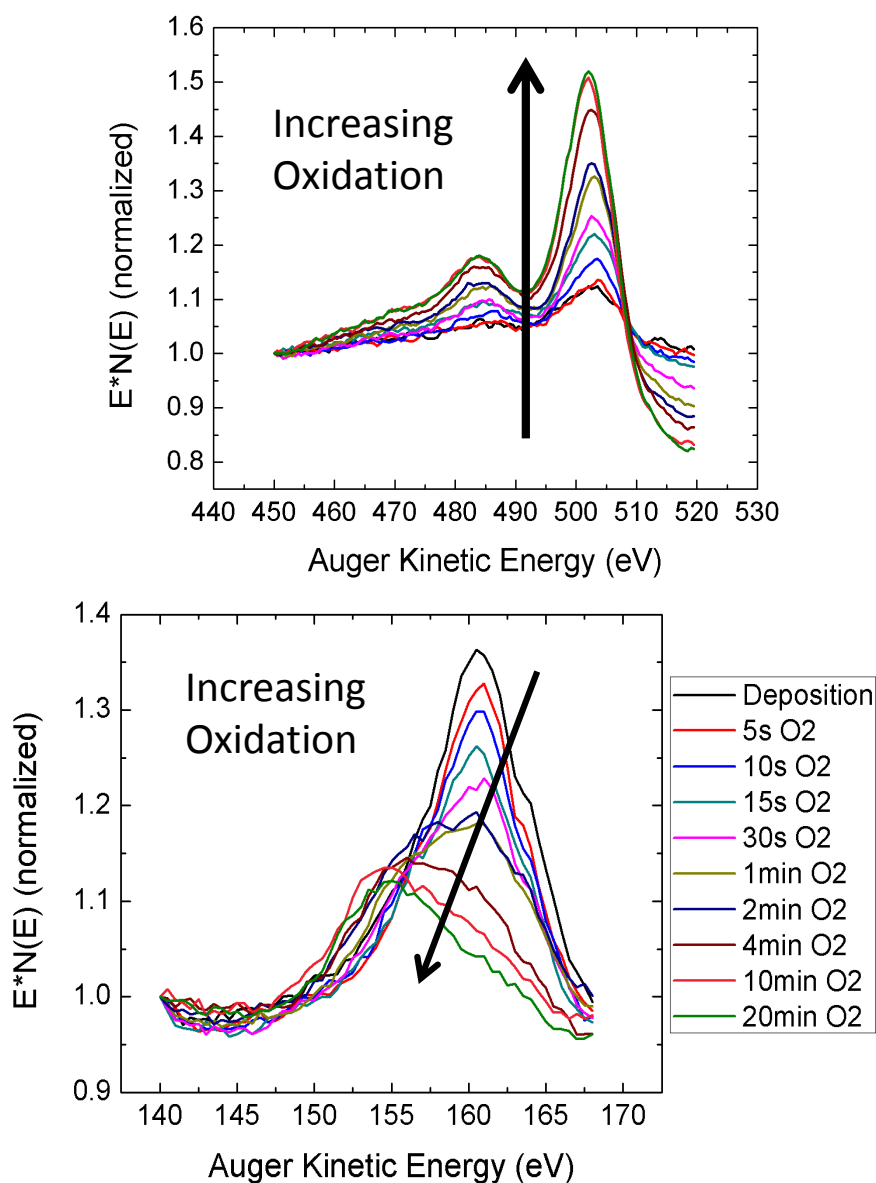 1.6
1.5
1.4
1.3
1.2
1.1
1.0
0.9
0.8
E*N(E) (normalized)
Increasing
Oxidation
440 450 460 470 480 490 500 510 520 530
Auger Kinetic Energy (eV)
1.4
1.3
1.2
1.1
1.0
0.9
E*N(E) (normalized)
Increasing
Oxidation
140 145 150 155 160 165 170
Auger Kinetic Energy (eV)
Deposition
5s O2
10s O2
15s O2
30s O2
1min O2
2min O2
4min O2
10min O2
20min O2